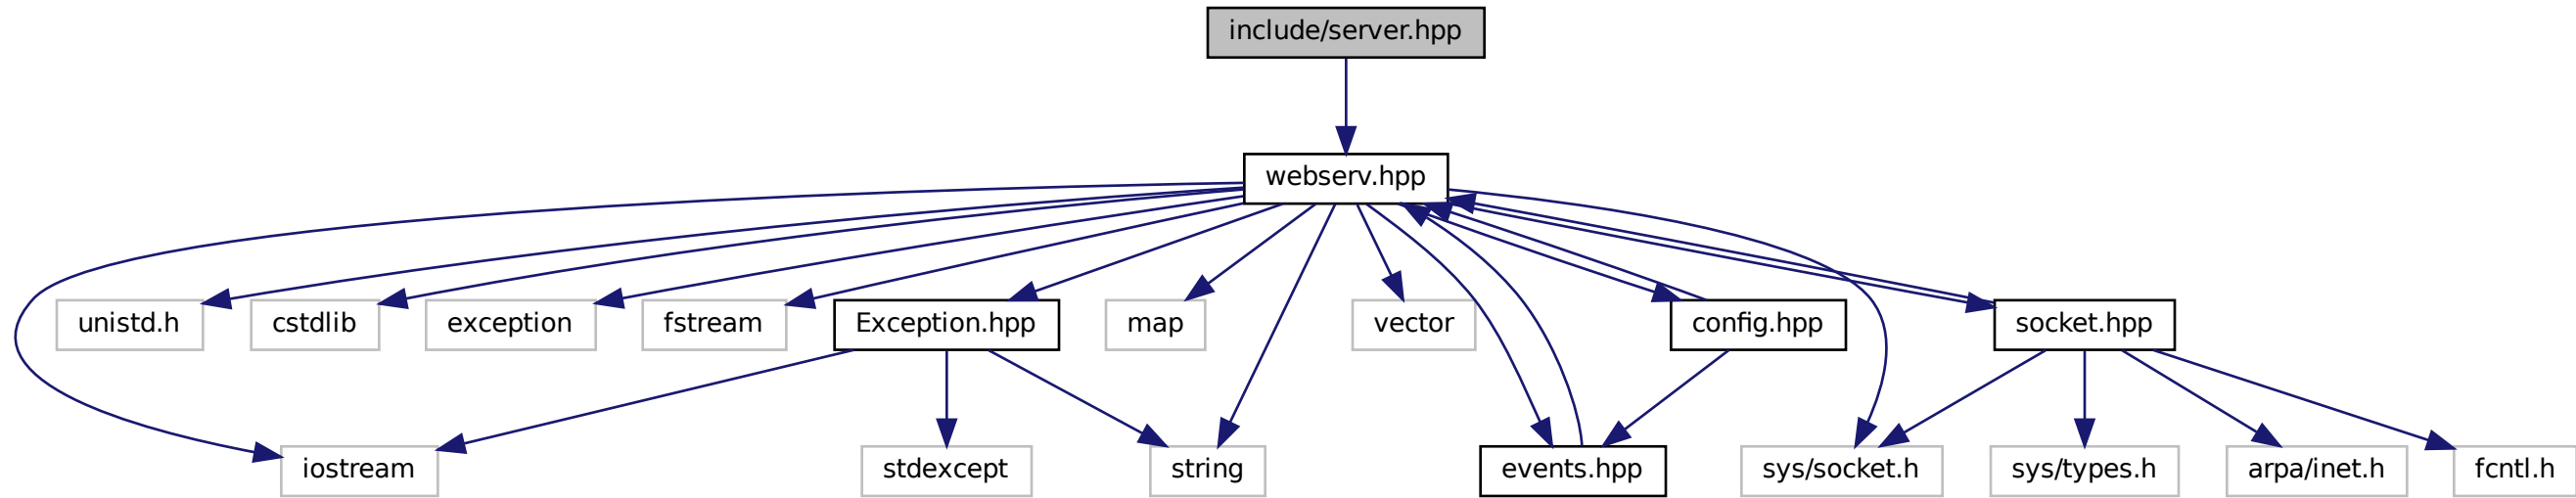 include/server.hpp
webserv.hpp
unistd.h
cstdlib
exception
fstream
Exception.hpp
map
vector
config.hpp
socket.hpp
iostream
stdexcept
string
events.hpp
sys/socket.h
sys/types.h
arpa/inet.h
fcntl.h